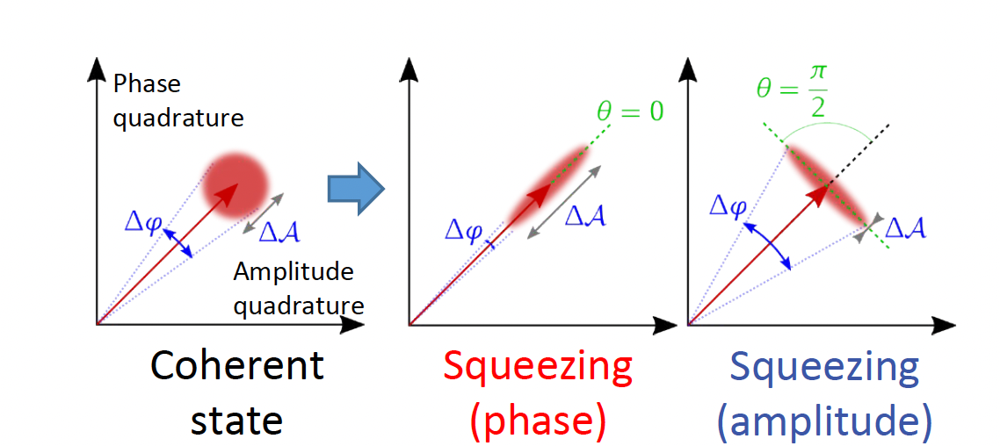 Phase
quadrature
Δφ
ΔA
Amplitude
quadrature
Coherent
state
θ = 0
Δφ
ΔA
Squeezing
(phase)
θ = π/2
Δφ
ΔA
Squeezing
(amplitude)